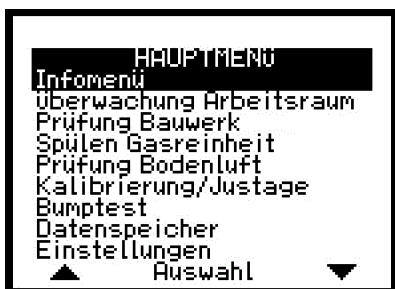 HAUPTMENÜ
Infomenü
Überwachung Arbeitsraum
Prüfung Bauwerk
Spülen Gasreinheit
Prüfung Bodenluft
Kalibrierung/Justage
Bumptest
Datenspeicher
Einstellungen
Auswahl